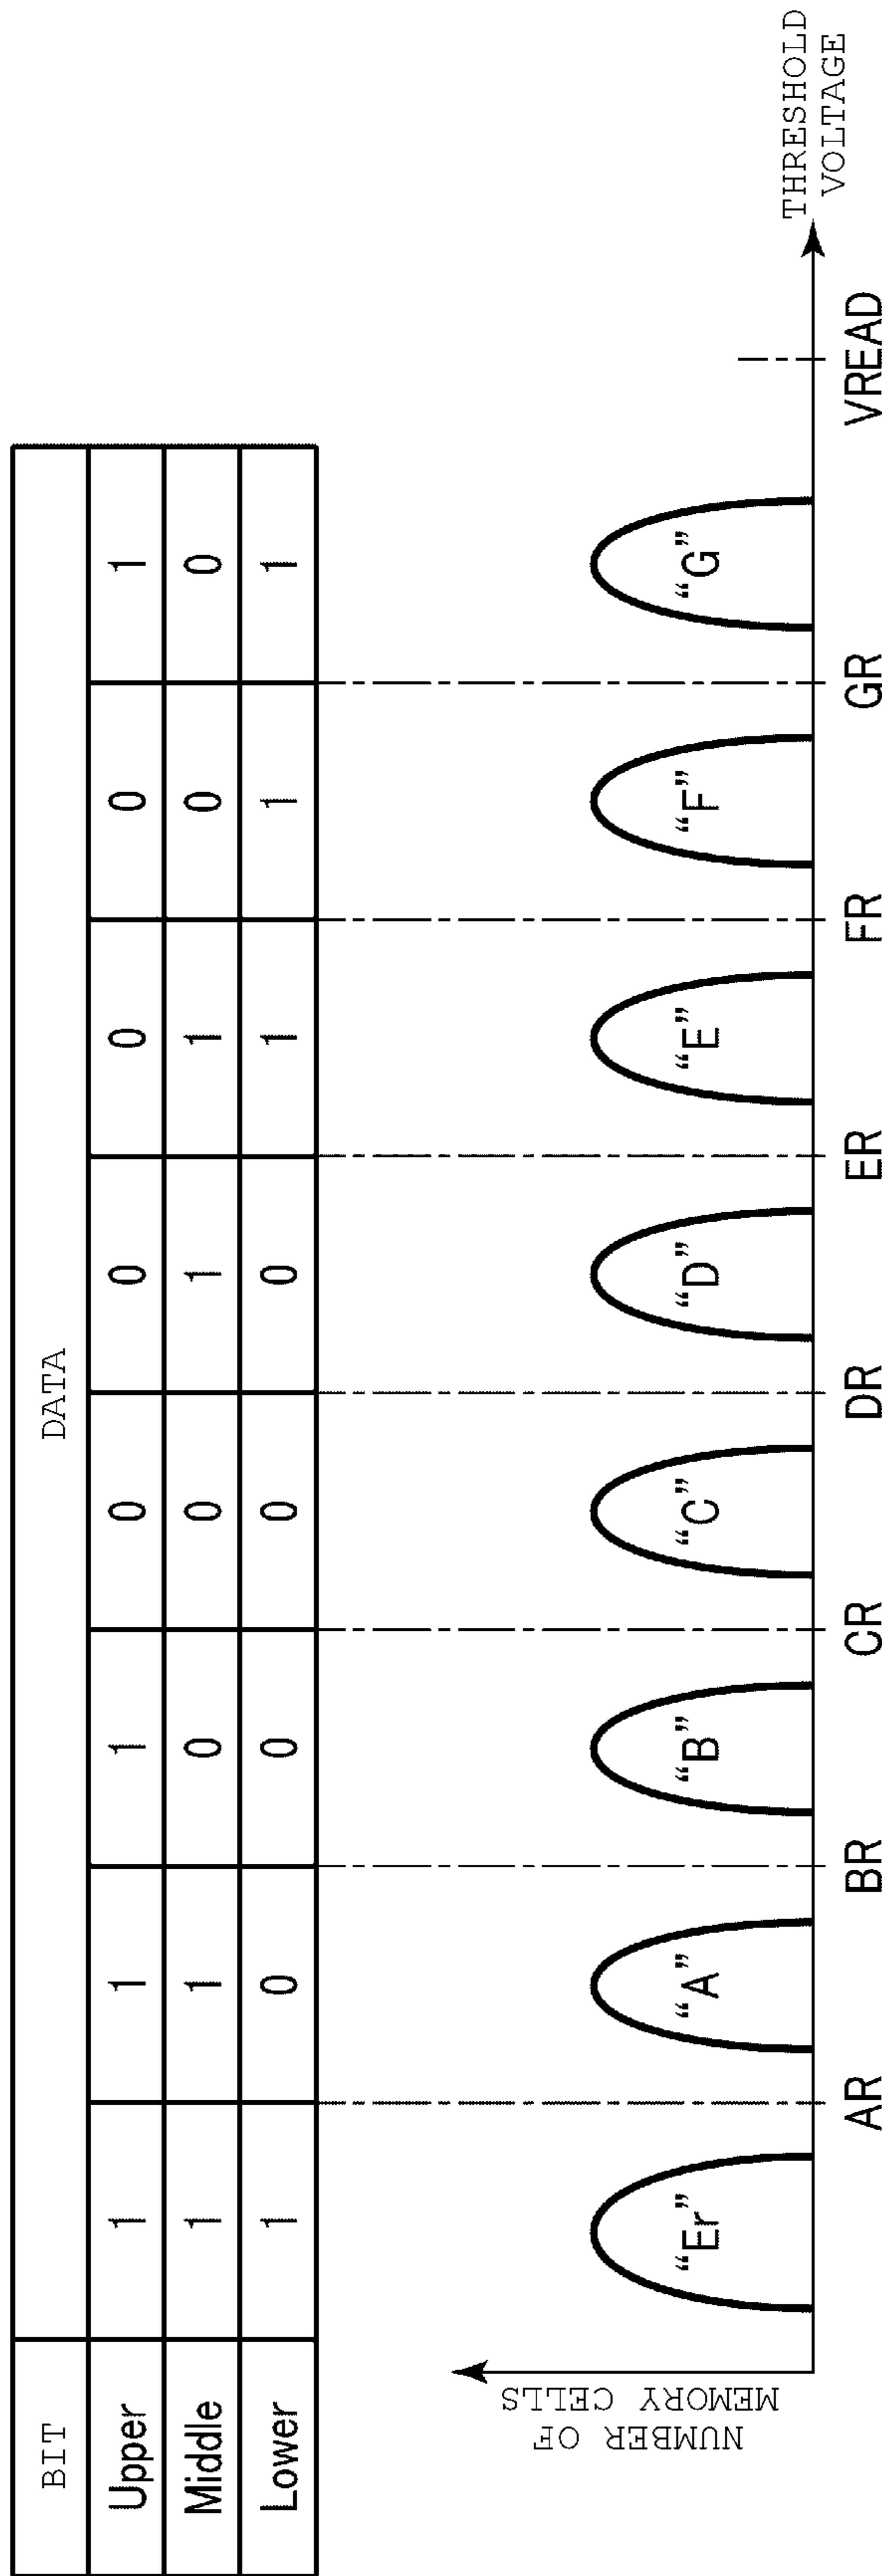 BIT DATA
Upper 1 1 1 0 0 0 0 1
Middle 1 1 0 0 1 1 0 0
Lower 1 0 0 0 0 1 1 1
NUMBER OF
MEMORY CELLS
“Er” “A” “B” “C” “D” “E” “F” “G”
AR BR CR DR ER FR GR VREAD
THRESHOLD
VOLTAGE